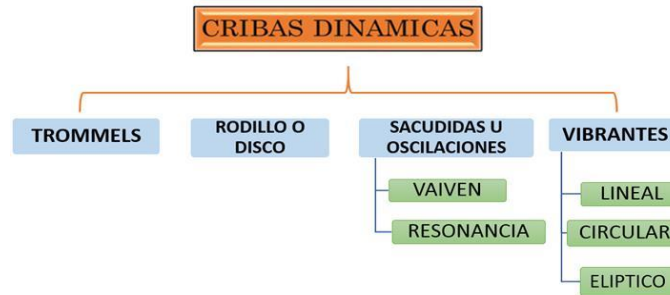 CRIBAS DINAMICAS
TROMMELS
RODILLO O
DISCO
SACUDIDAS U
OSCILACIONES
VAIVEN
RESONANCIA
VIBRANTES
LINEAL
CIRCULAR
ELIPTICO